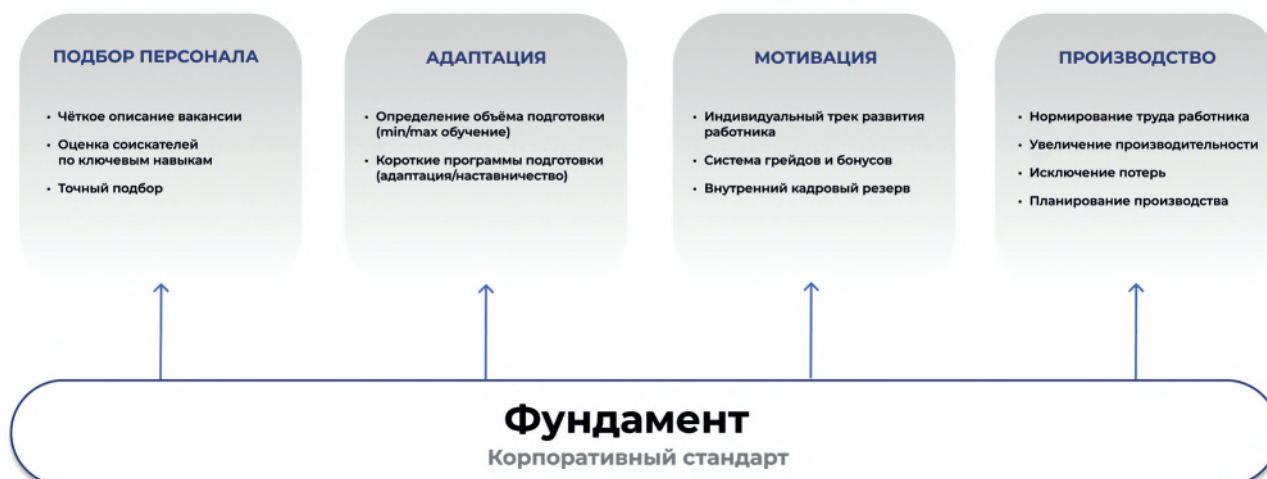 ПОДБОР ПЕРСОНАЛА
• Чёткое описание вакансии
• Оценка соискателей
по ключевым навыкам
• Точный подбор
АДАПТАЦИЯ
• Определение объёма подготовки
(min/max обучение)
• Короткие программы подготовки
(адаптация/наставничество)
МОТИВАЦИЯ
• Индивидуальный трек развития
работника
• Система грейдов и бонусов
• Внутренний кадровый резерв
ПРОИЗВОДСТВО
• Нормирование труда работника
• Увеличение производительности
• Исключение потерь
• Планирование производства
Фундамент
Корпоративный стандарт